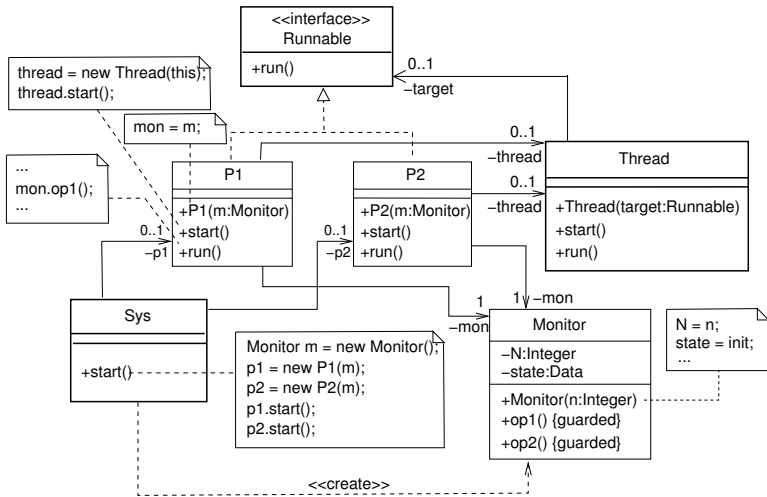 <<interface>>
Runnable
+run()
0..1
−target
thread = new Thread(this);
thread.start();
mon = m;
...
mon.op1();
...
P1
+P1(m:Monitor)
+start()
+run()
P2
+P2(m:Monitor)
+start()
+run()
0..1
−thread
0..1
−thread
Thread
+Thread(target:Runnable)
+start()
+run()
0..1
−p1
0..1
−p2
Sys
+start()
Monitor m = new Monitor();
p1 = new P1(m);
p2 = new P2(m);
p1.start();
p2.start();
1
−mon
1
−mon
Monitor
−N:Integer
−state:Data
+Monitor(n:Integer)
+op1() {guarded}
+op2() {guarded}
N = n;
state = init;
...
<<create>>